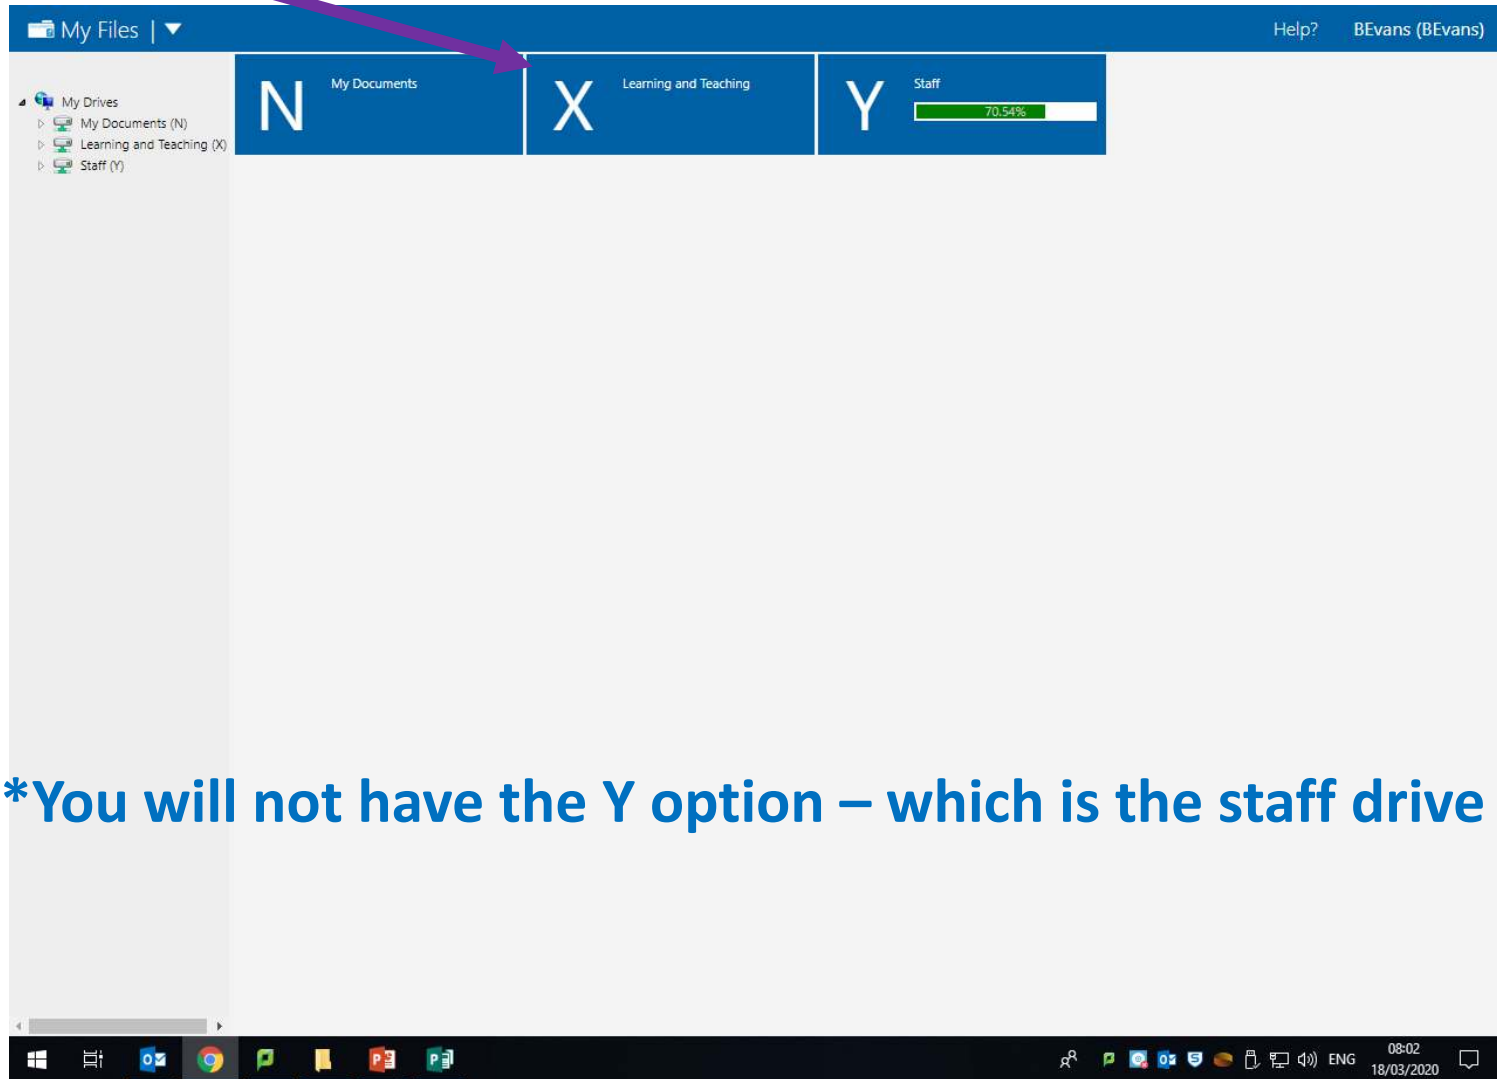 My Files | ▼
Help? BEvans (BEvans)
My Drives
My Documents (N)
Learning and Teaching (X)
Staff (Y)
N My Documents
X Learning and Teaching
Y Staff
70.54%
*You will not have the Y option – which is the staff drive
ENG
08:02
18/03/2020